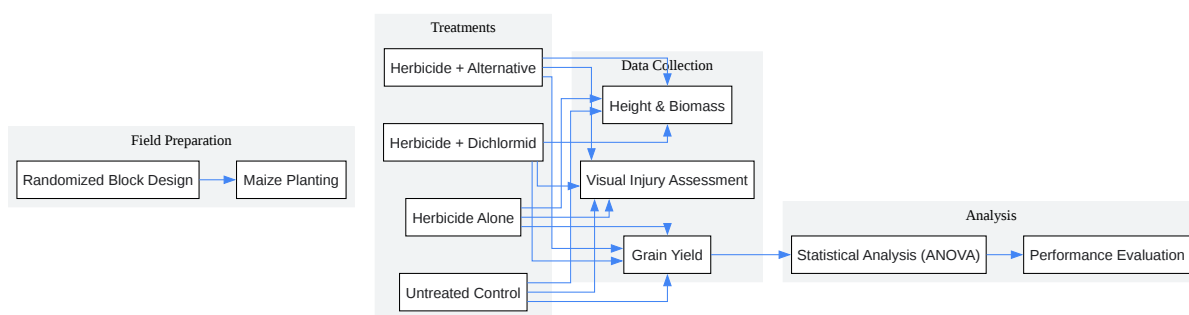 Field Preparation
Randomized Block Design
Maize Planting
Treatments
Herbicide + Alternative
Herbicide + Dichlormid
Herbicide Alone
Untreated Control
Data Collection
Height & Biomass
Visual Injury Assessment
Grain Yield
Analysis
Statistical Analysis (ANOVA)
Performance Evaluation